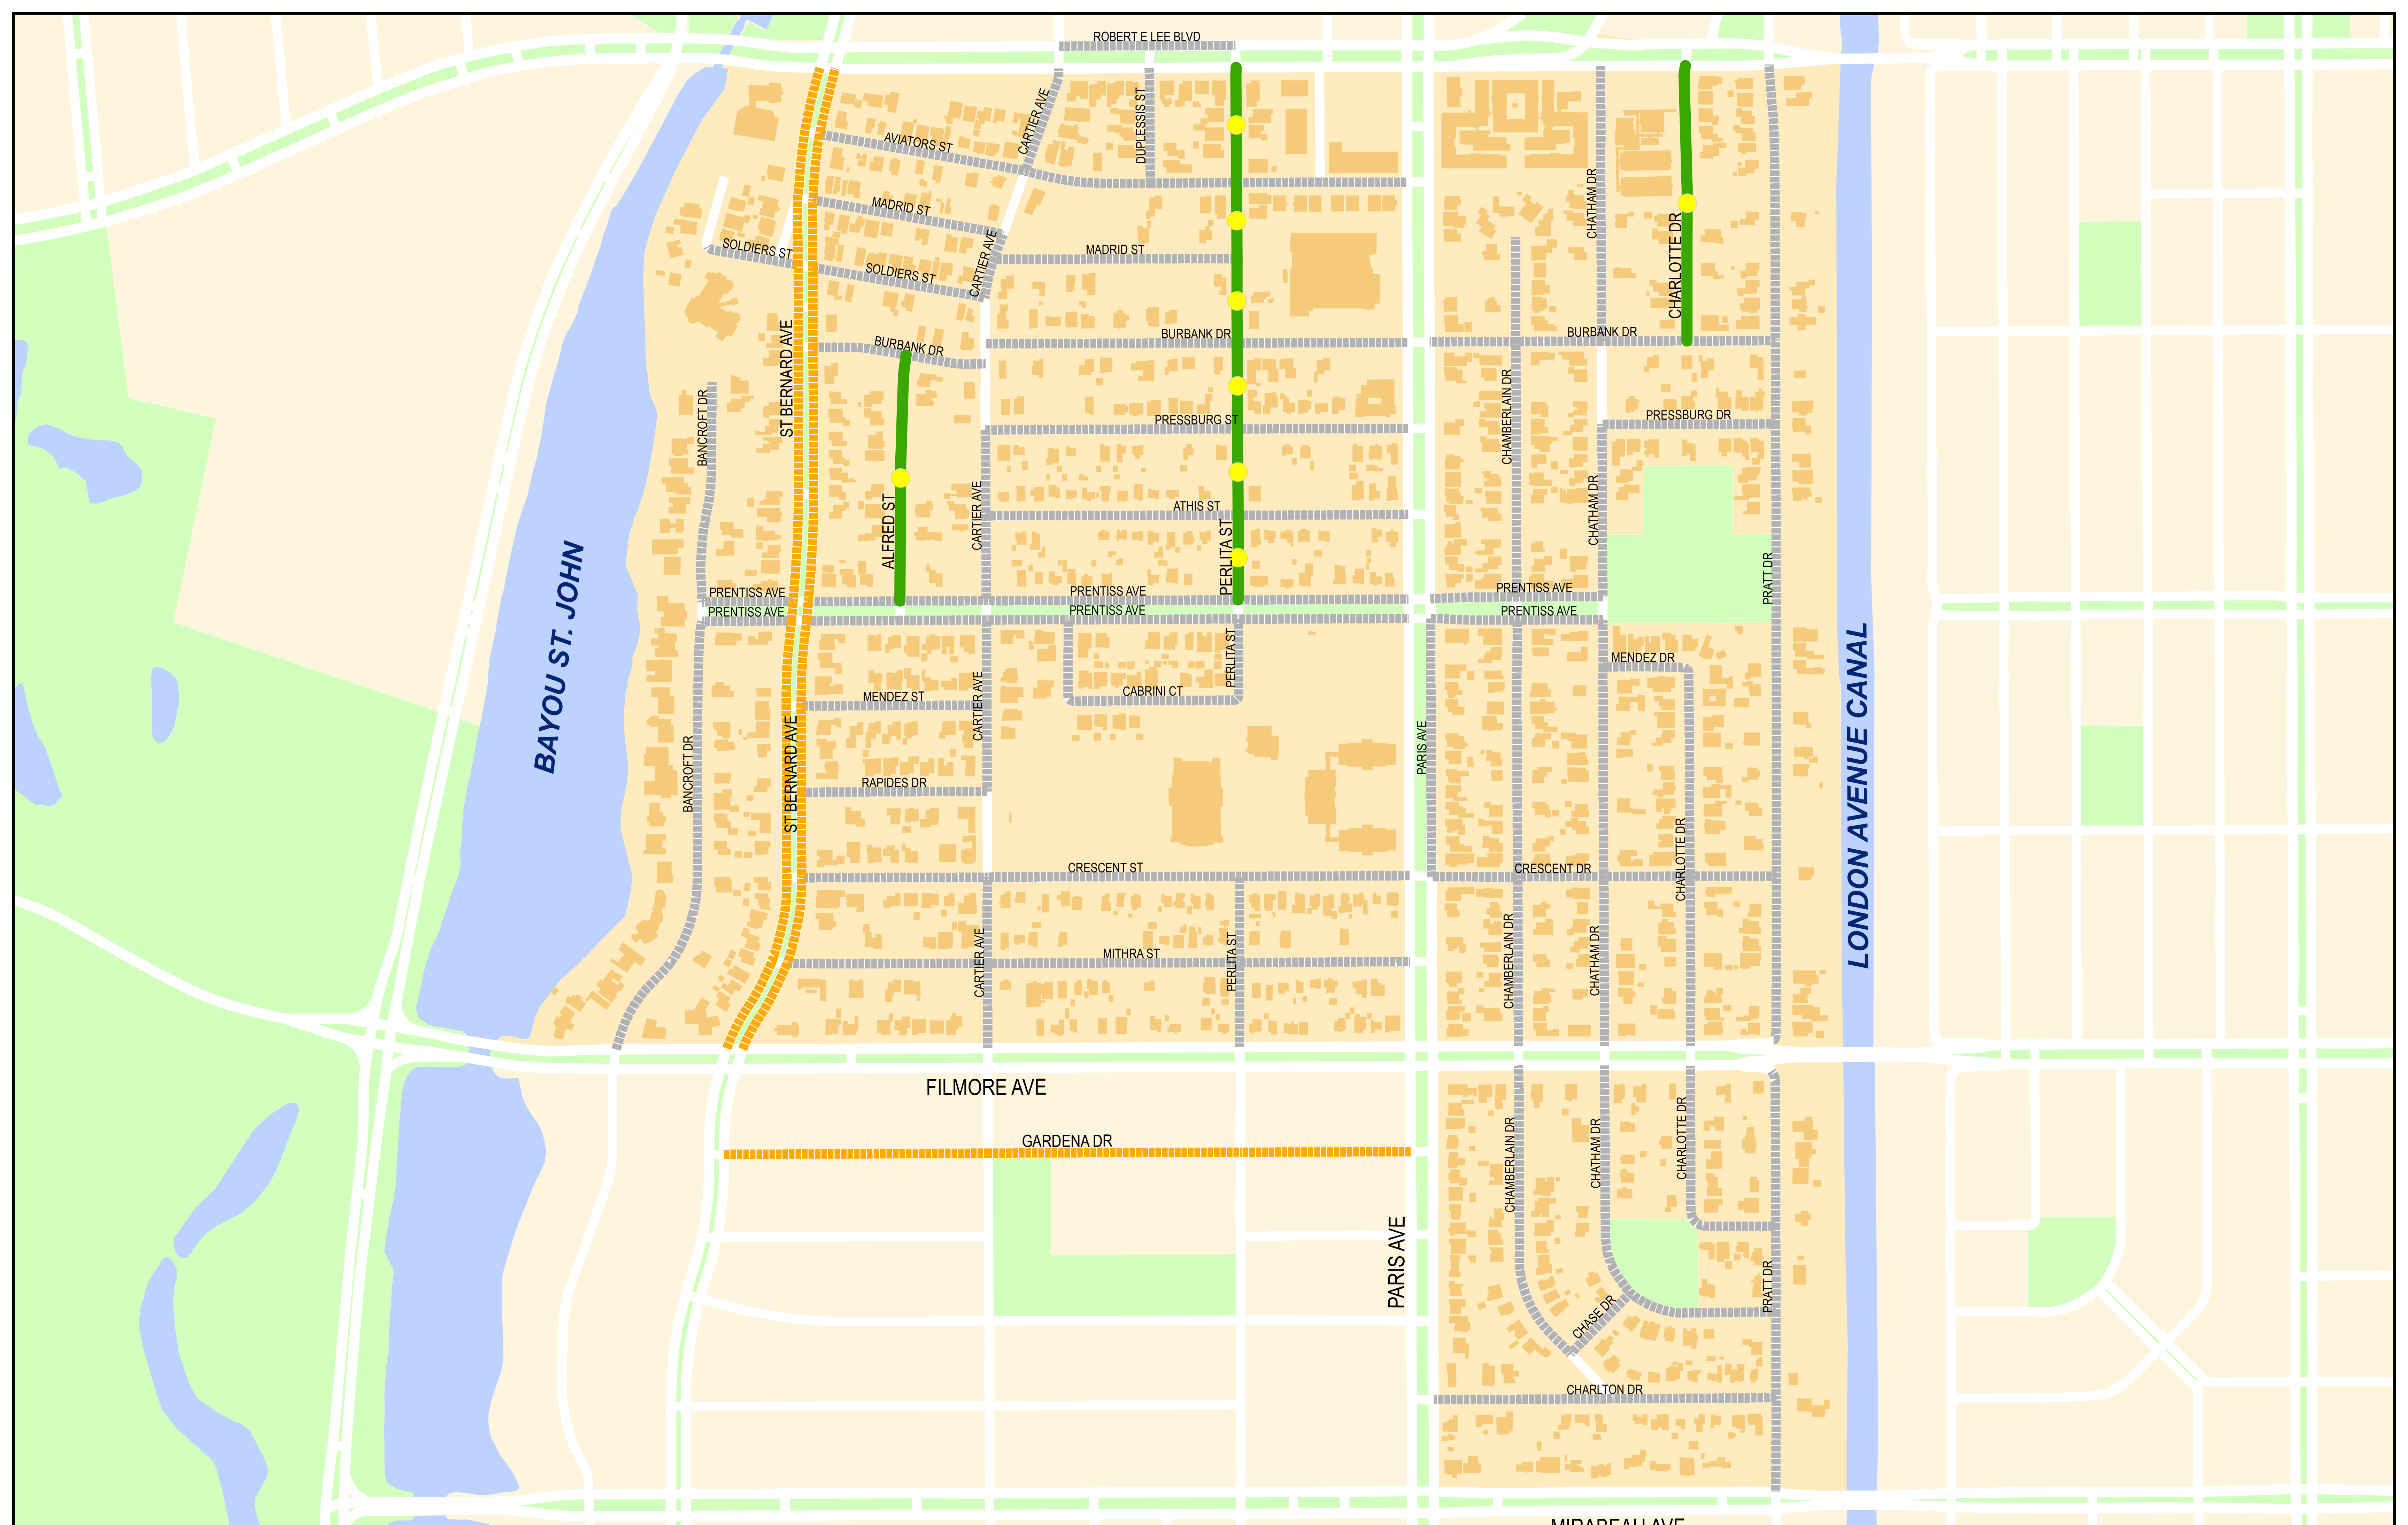 ROBERT E LEE BLVD
CARTIER AVE
DUPLESSIS ST
AVIATORS ST
CHATHAM DR
MADRID ST
CHARLOTTE DR
SOLDIERS ST
SOLDIERS ST
CARTIER AVE
MADRID ST
ST BERNARD AVE
BURBANK DR
BURBANK DR
BURBANK DR
BANCROFT DR
CHAMBERLAIN DR
PRESSBURG ST
PRESSBURG DR
ALFRED ST
CARTIER AVE
ATHIS ST
PERLITA ST
CHATHAM DR
PRATT DR
BAYOU ST. JOHN
PRENTISS AVE
PRENTISS AVE
PRENTISS AVE
PRENTISS AVE
PRENTISS AVE
PRENTISS AVE
PERLITA ST
MENDEZ DR
LONDON AVENUE CANAL
MENDEZ ST
CARTIER AVE
CABRINI CT
BANCROFT DR
ST BERNARD AVE
PARIS AVE
RAPIDES DR
CHARLOTTE DR
CRESCENT ST
CRESCENT DR
CARTIER AVE
MITHRA ST
PERLITA ST
CHAMBERLAIN DR
CHATHAM DR
FILMORE AVE
GARDENA DR
CHAMBERLAIN DR
CHATHAM DR
CHARLOTTE DR
PARIS AVE
CHASE DR
PRATT DR
CHARLTON DR
MIRABEAU AVE